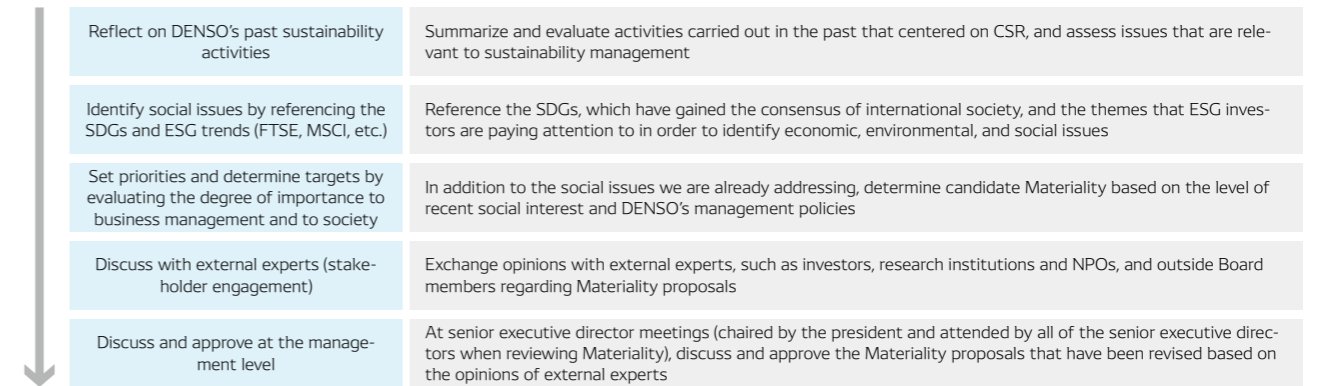 Reflect on DENSO's past sustainability
activities
Summarize and evaluate activities carried out in the past that centered on CSR, and assess issues that are rele-
vant to sustainability management
Identify social issues by referencing the
SDGs and ESG trends (FTSE, MSCI, etc.)
Reference the SDGs, which have gained the consensus of international society, and the themes that ESG inves-
tors are paying attention to in order to identify economic, environmental, and social issues
Set priorities and determine targets by
evaluating the degree of importance to
business management and to society
In addition to the social issues we are already addressing, determine candidate Materiality based on the level of
recent social interest and DENSO's management policies
Discuss with external experts (stake-
holder engagement)
Exchange opinions with external experts, such as investors, research institutions and NPOs, and outside Board
members regarding Materiality proposals
Discuss and approve at the manage-
ment level
At senior executive director meetings (chaired by the president and attended by all of the senior executive direc-
tors when reviewing Materiality), discuss and approve the Materiality proposals that have been revised based on
the opinions of external experts